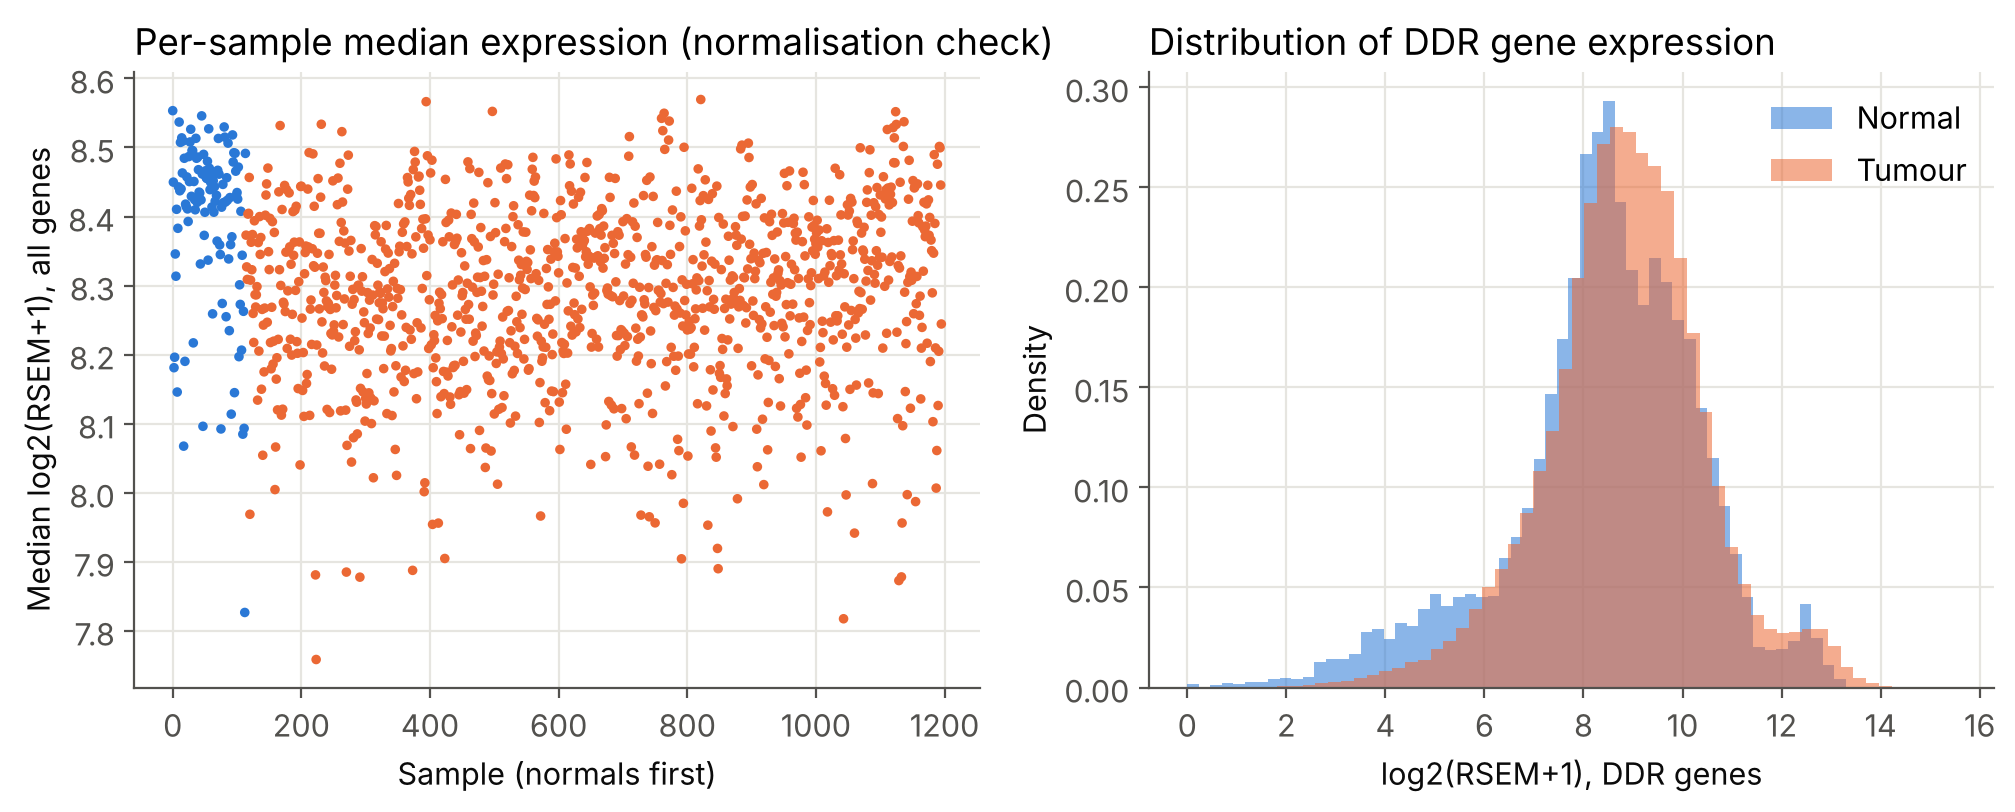 Per-sample median expression (normalisation check)
Median log2(RSEM+1), all genes
8.6
8.5
8.4
8.3
8.2
8.1
8.0
7.9
7.8
0 200 400 600 800 1000 1200
Sample (normals first)
Distribution of DDR gene expression
Density
0.30
0.25
0.20
0.15
0.10
0.05
0.00
Normal
Tumour
0 2 4 6 8 10 12 14 16
log2(RSEM+1), DDR genes